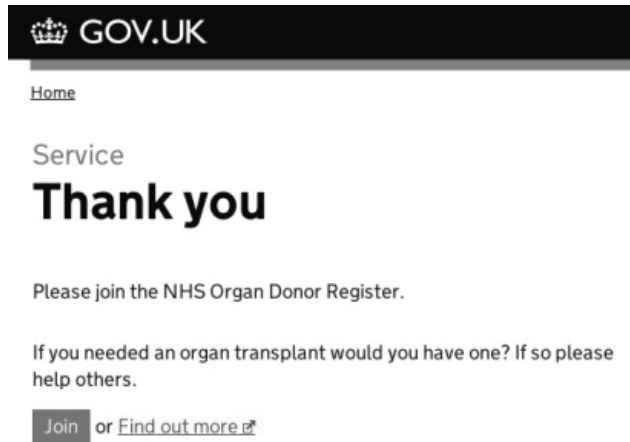 GOV.UK
Home
Service
Thank you
Please join the NHS Organ Donor Register.
If you needed an organ transplant would you have one? If so please
help others.
Join or Find out more